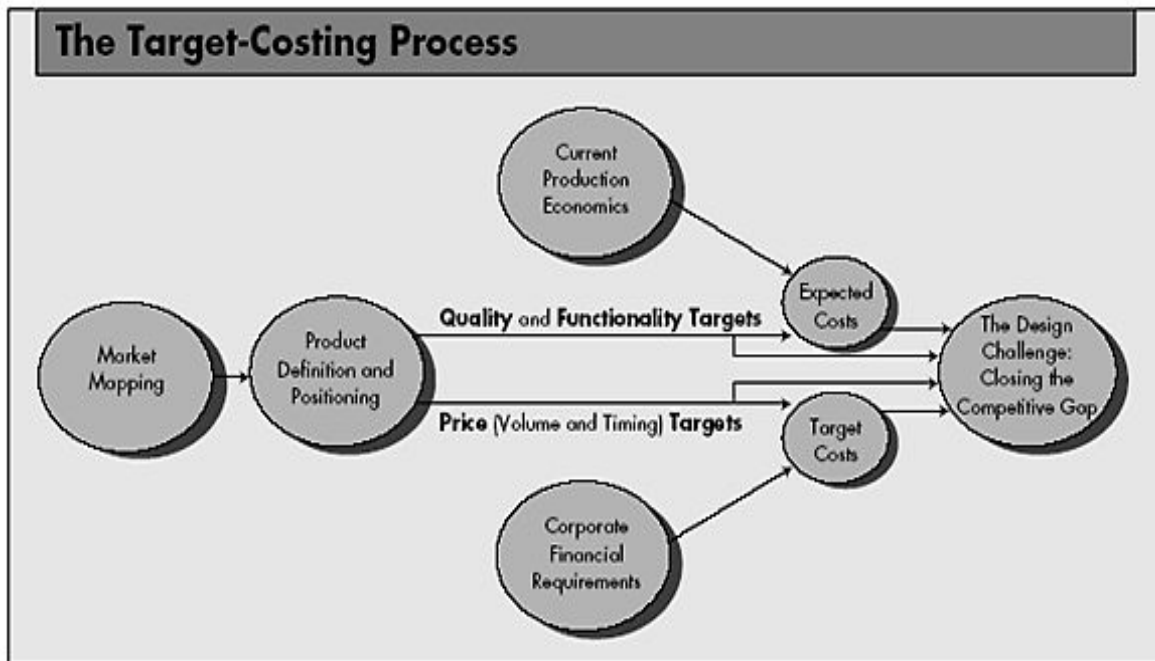 The Target-Costing Process
Current
Production
Economics
Market
Mapping
Product
Definition and
Positioning
Quality and Functionality Targets
Price (Volume and Timing) Targets
Expected
Costs
Target
Costs
The Design
Challenge:
Closing the
Competitive Gap
Corporate
Financial
Requirements